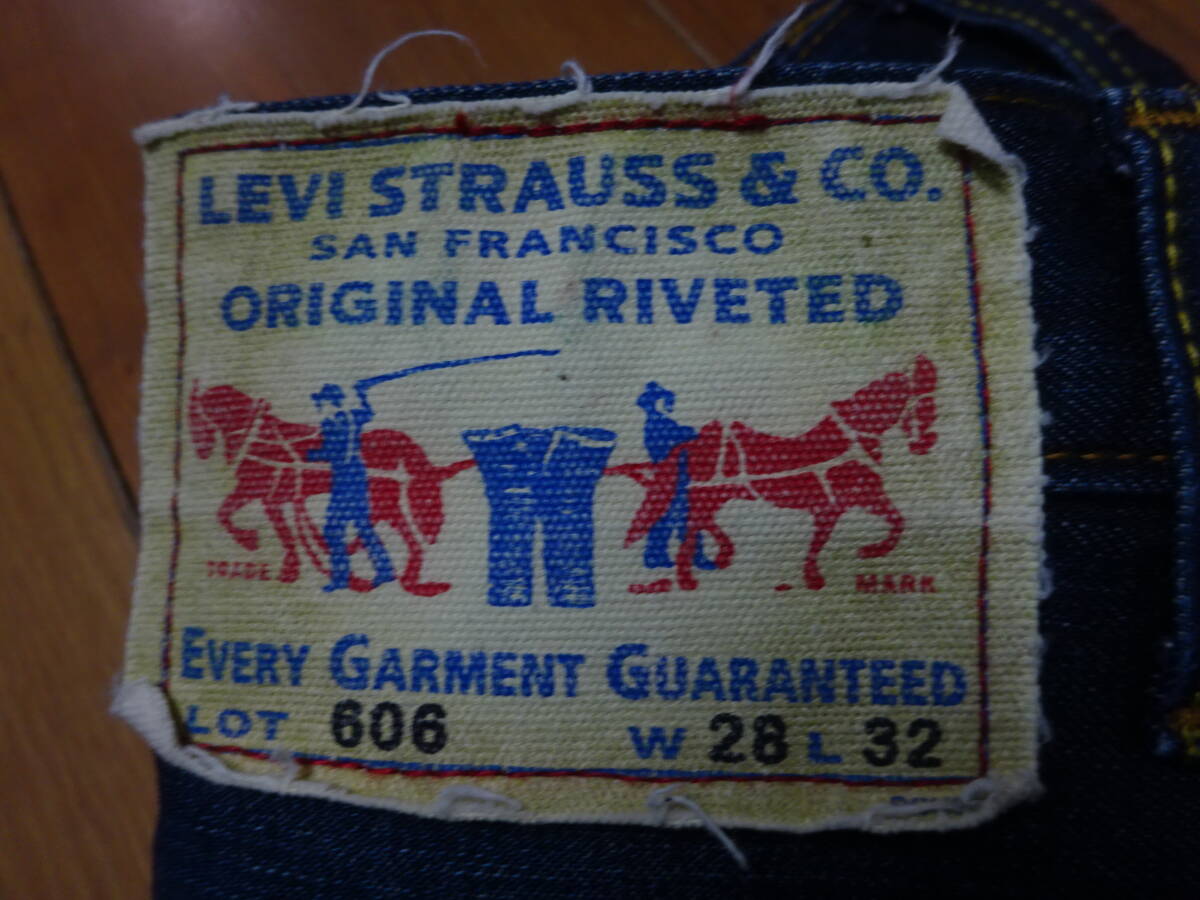 LEVI STRAUSS & CO.
SAN FRANCISCO
ORIGINAL RIVETED
TRADE MARK
EVERY GARMENT GUARANTEED
LOT 606 W 28 L 32